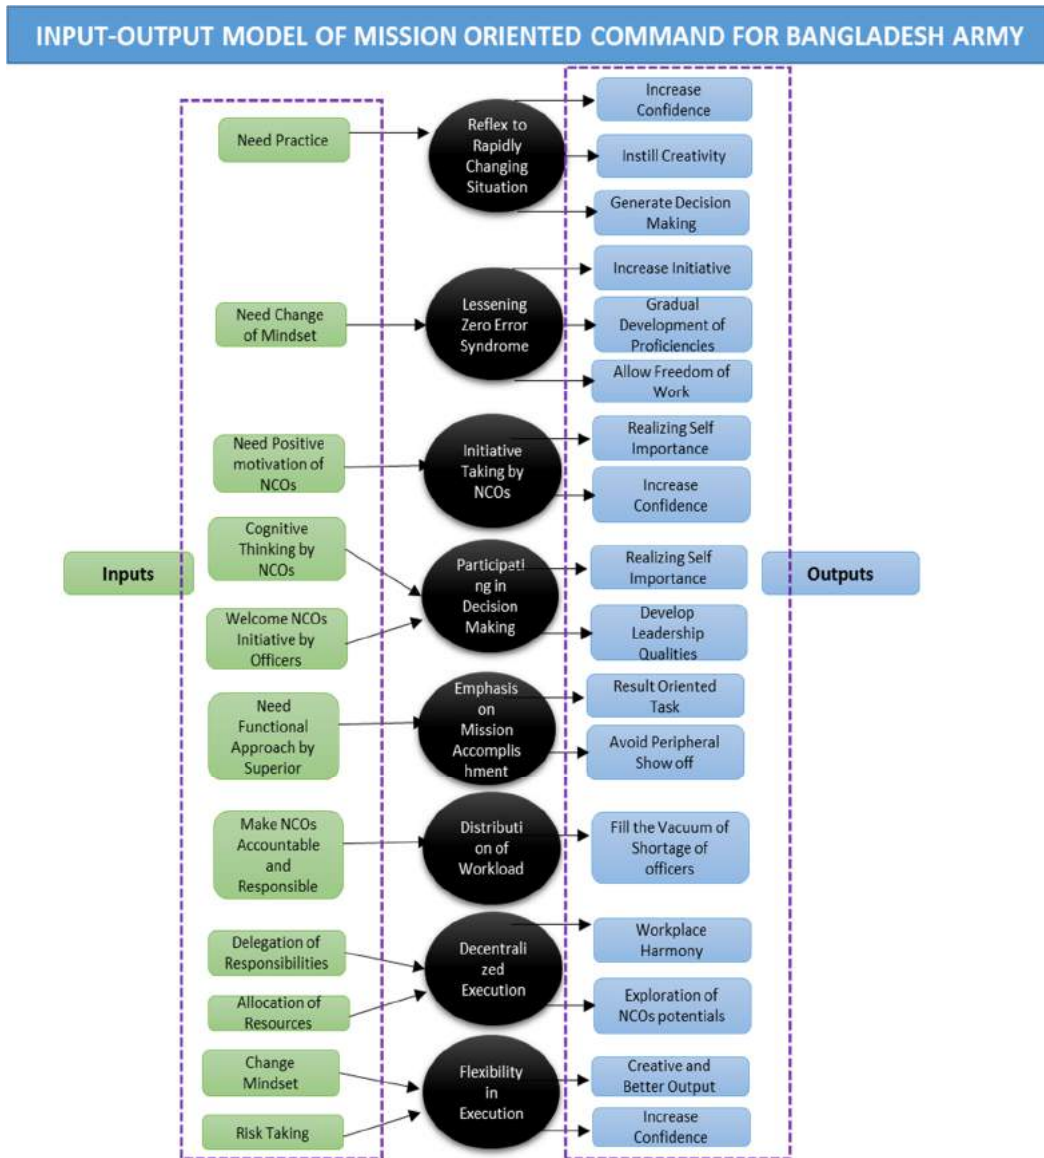 INPUT-OUTPUT MODEL OF MISSION ORIENTED COMMAND FOR BANGLADESH ARMY
Need Practice
Reflex to
Rapidly
Changing
Situation
Increase
Confidence
Instill Creativity
Generate Decision
Making
Need Change
of Mindset
Lessening
Zero Error
Syndrome
Increase Initiative
Gradual
Development of
Proficiencies
Allow Freedom of
Work
Need Positive
motivation of
NCOs
Initiative
Taking by
NCOs
Realizing Self
Importance
Increase
Confidence
Inputs
Cognitive
Thinking by
NCOs
Welcome NCOs
Initiative by
Officers
Participati
ng in
Decision
Making
Realizing Self
Importance
Develop
Leadership
Qualities
Outputs
Need
Functional
Approach by
Superior
Emphasis
on
Mission
Accomplis
hment
Result Oriented
Task
Avoid Peripheral
Show off
Make NCOs
Accountable
and
Responsible
Distributi
on of
Workload
Fill the Vacuum of
Shortage of
officers
Delegation of
Responsibilities
Allocation of
Resources
Decentrali
zed
Execution
Workplace
Harmony
Exploration of
NCOs potentials
Change
Mindset
Risk Taking
Flexibility
in
Execution
Creative and
Better Output
Increase
Confidence